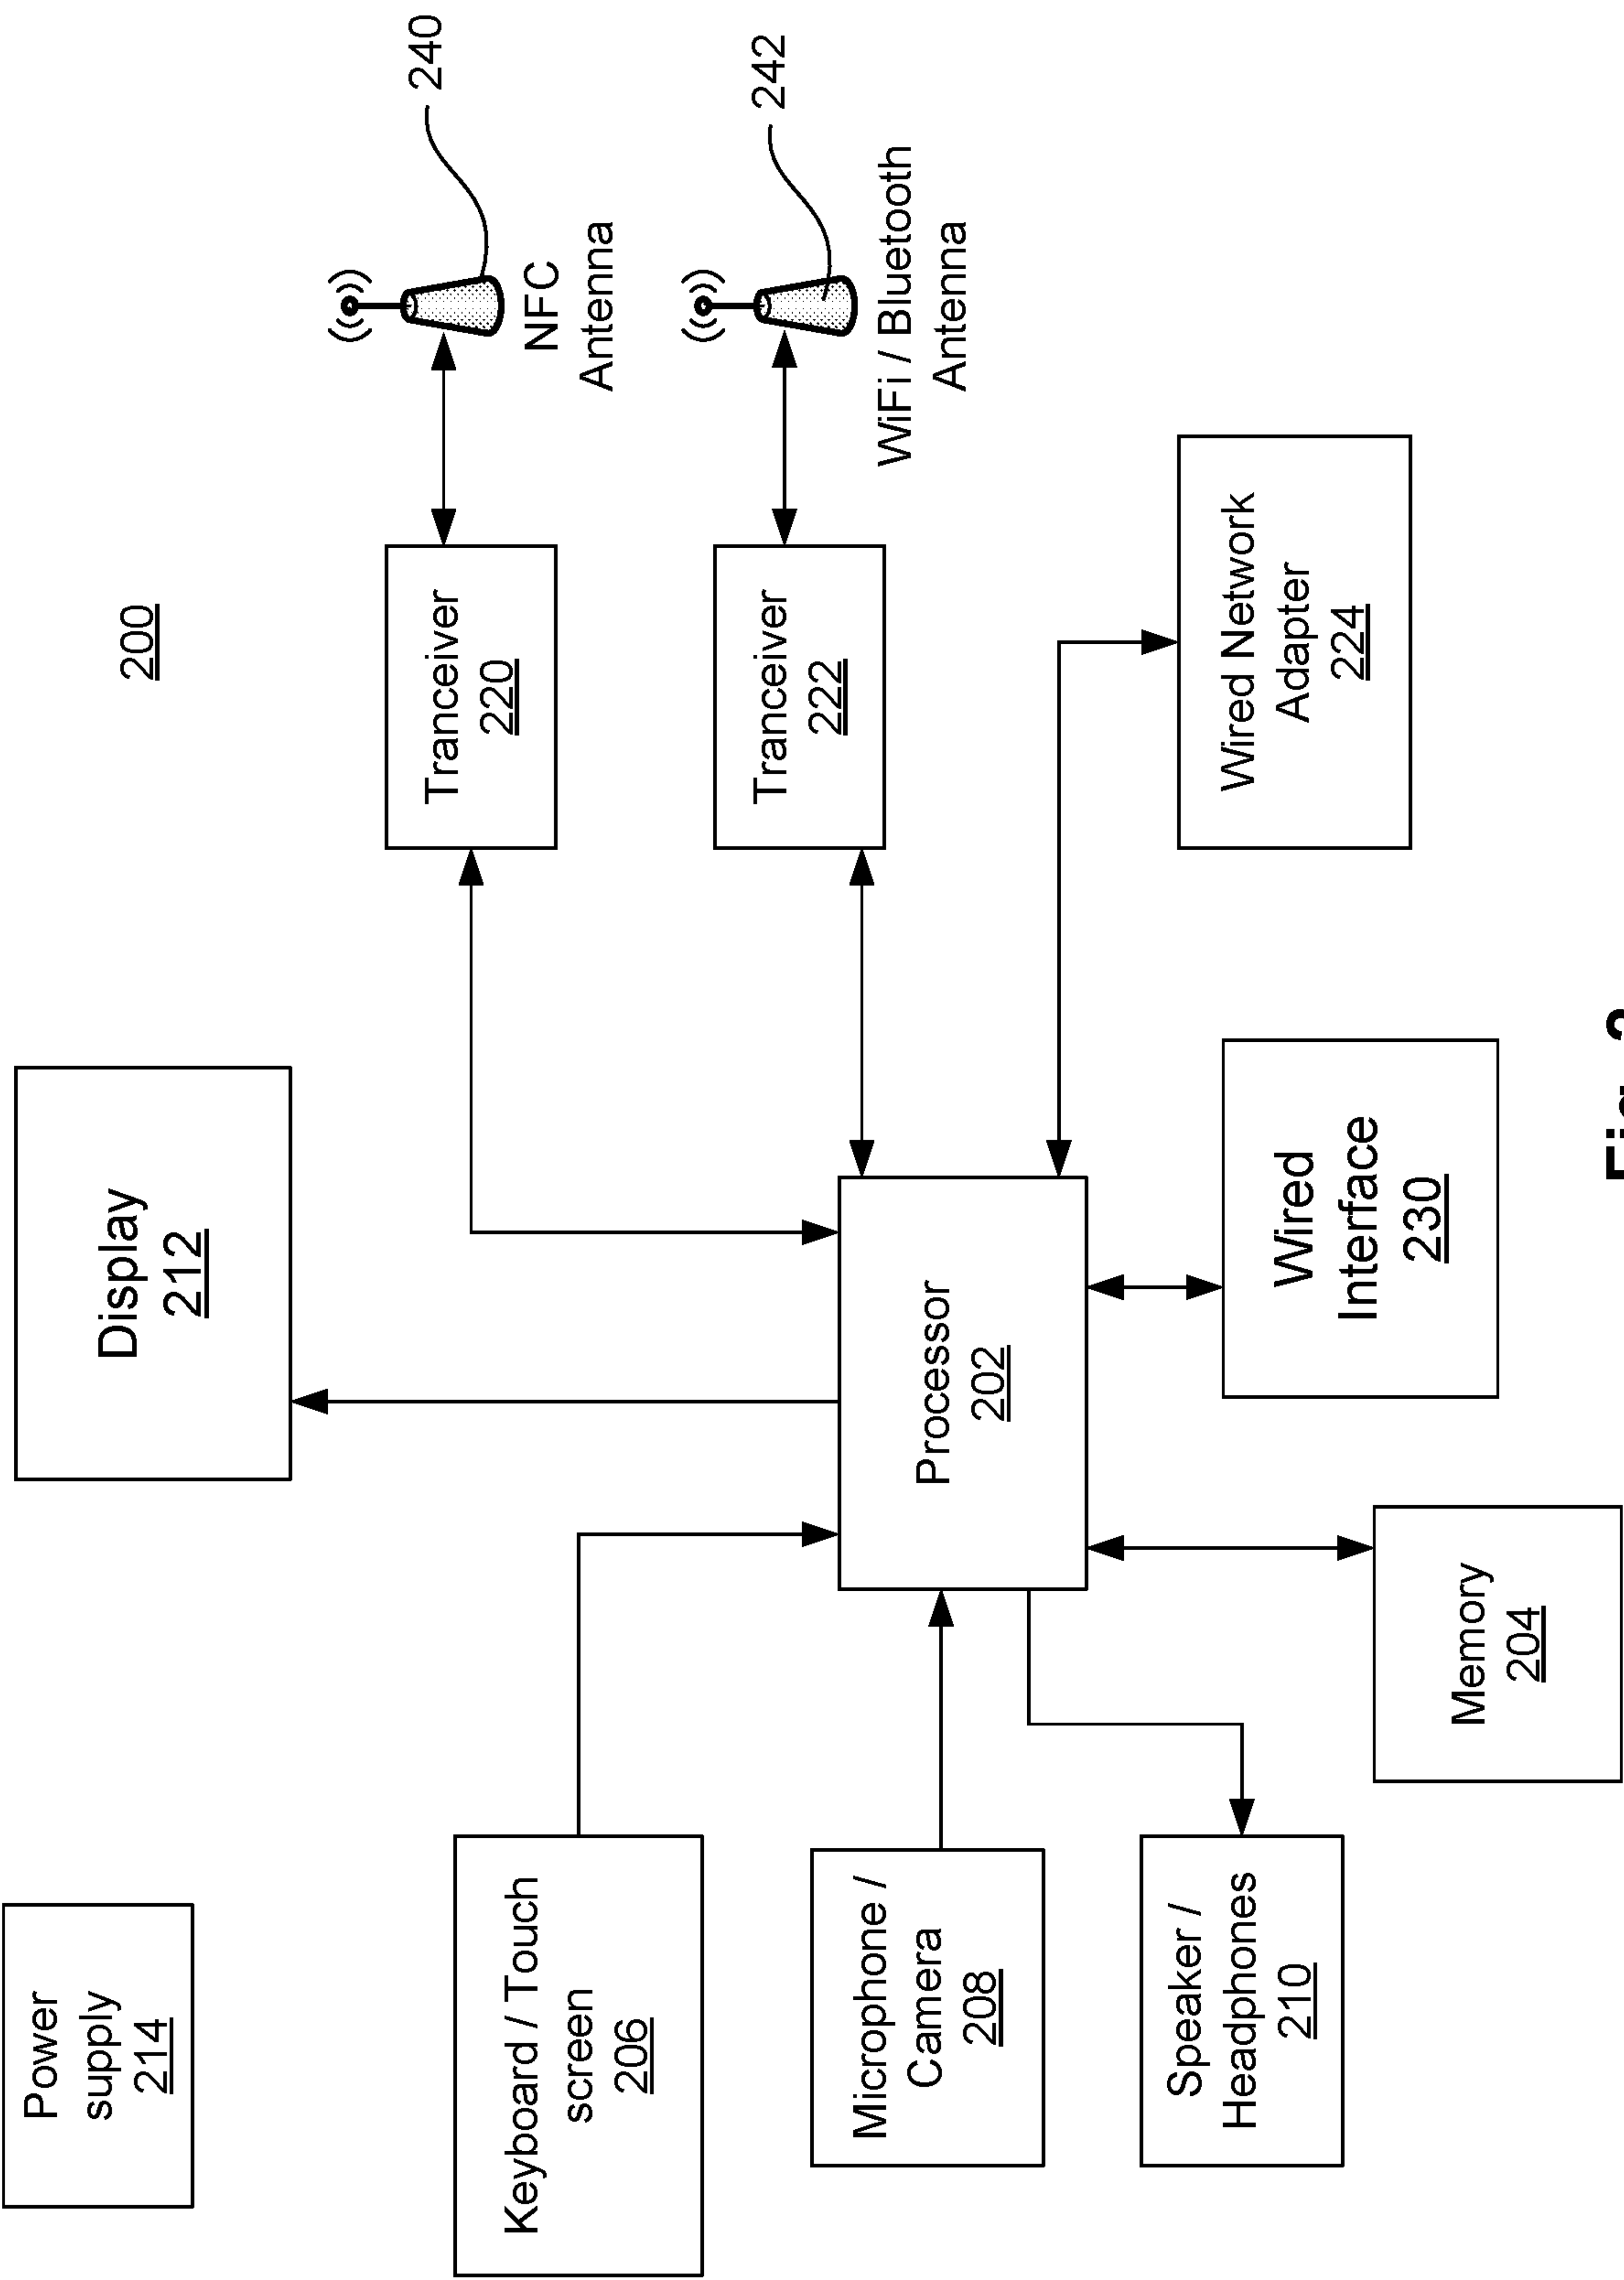 Power
supply
214
Display
212
200
240
Keyboard / Touch
screen
206
Tranceiver
220
NFC
Antenna
242
Tranceiver
222
WiFi / Bluetooth
Antenna
Microphone /
Camera
208
Processor
202
Speaker /
Headphones
210
Wired Network
Adapter
224
Wired
Interface
230
Memory
204